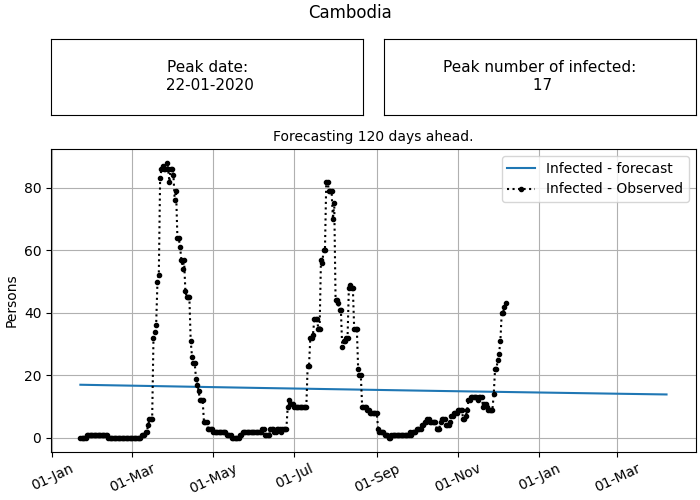 Cambodia
Peak date:
22-01-2020
Peak number of infected:
17
Forecasting 120 days ahead.
Infected - forecast
Infected - Observed
Persons
80
60
40
20
0
01-Jan
01-Mar
01-May
01-Jul
01-Sep
01-Nov
01-Jan
01-Mar